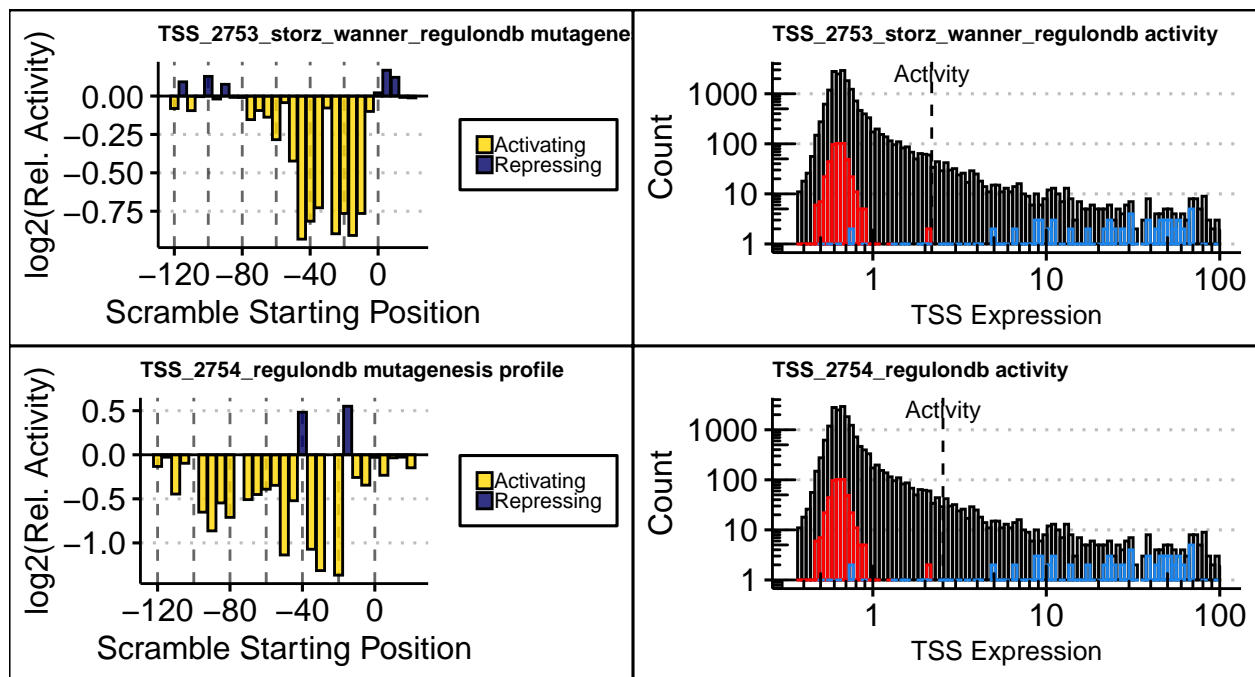 TSS_2753_storz_wanner_regulondb mutagene
log2(Rel. Activity)
0.00
−0.25
−0.50
−0.75
−120
−80
−40
0
Scramble Starting Position
Activating
Repressing
TSS_2753_storz_wanner_regulondb activity
Activity
Count
1000
100
10
1
1
10
100
TSS Expression
TSS_2754_regulondb mutagenesis profile
log2(Rel. Activity)
0.5
0.0
−0.5
−1.0
−120
−80
−40
0
Scramble Starting Position
Activating
Repressing
TSS_2754_regulondb activity
Activity
Count
1000
100
10
1
1
10
100
TSS Expression